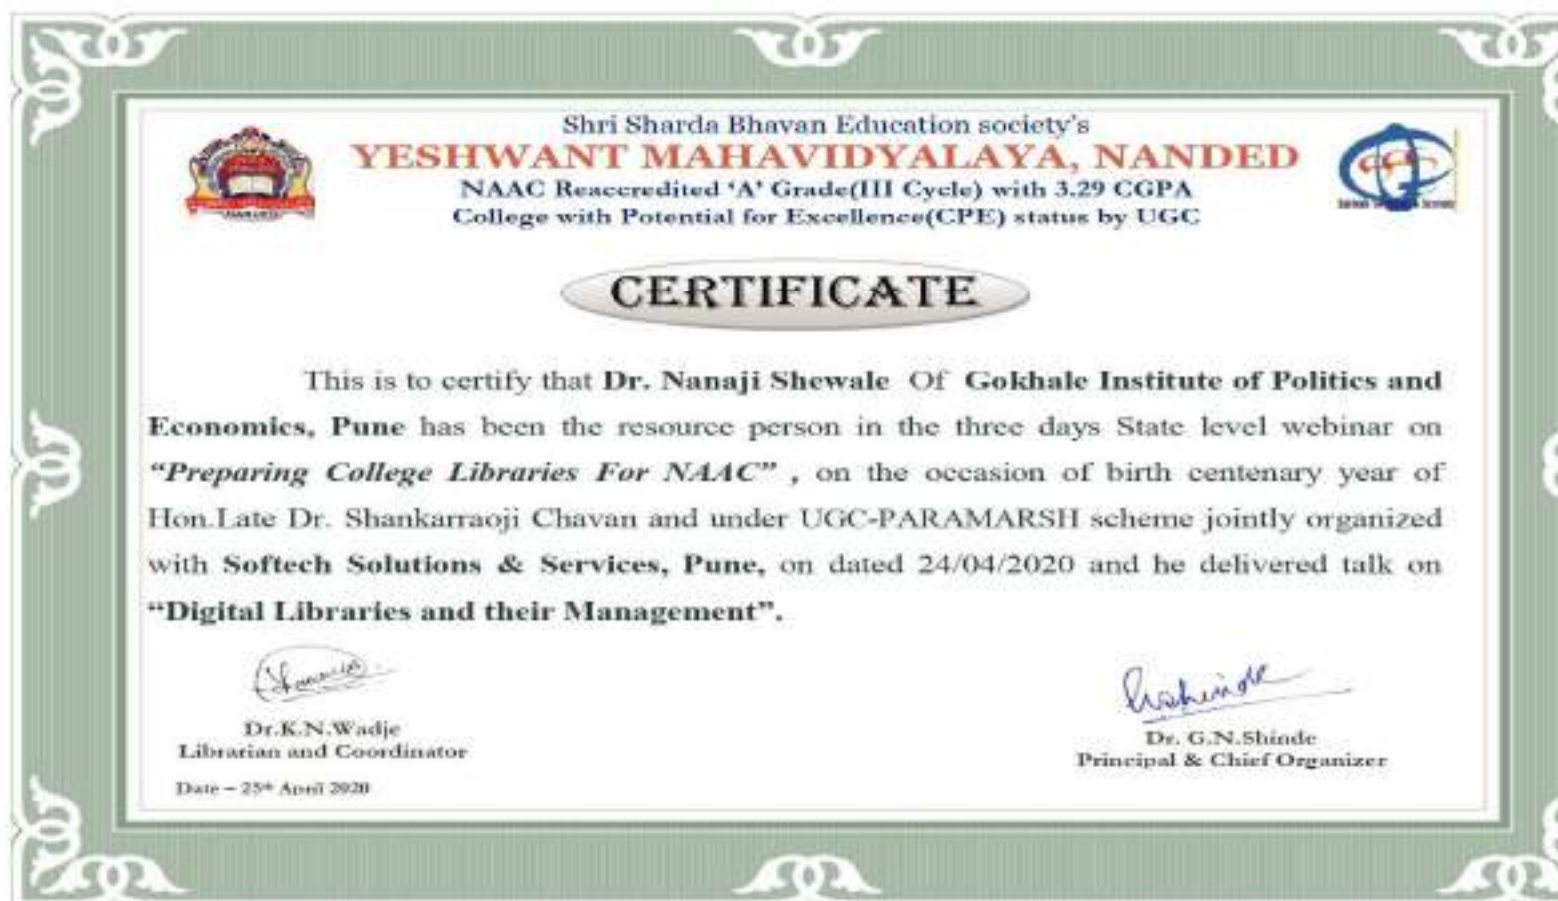 Shri Sharda Bhavan Education society's
YESHWANT MAHAVIDYALAYA, NANDED
NAAC Reaccredited ‘A’ Grade(III Cycle) with 3.29 CGPA
College with Potential for Excellence(CPE) status by UGC
CERTIFICATE
This is to certify that Dr. Nanaji Shewale Of Gokhale Institute of Politics and
Economics, Pune has been the resource person in the three days State level webinar on
“Preparing College Libraries For NAAC” , on the occasion of birth centenary year of
Hon.Late Dr. Shankarraoji Chavan and under UGC-PARAMARSH scheme jointly organized
with Softech Solutions & Services, Pune, on dated 24/04/2020 and he delivered talk on
“Digital Libraries and their Management”.
Dr.K.N.Wadje
Librarian and Coordinator
Date – 25th April 2020
Dr. G.N.Shinde
Principal & Chief Organizer